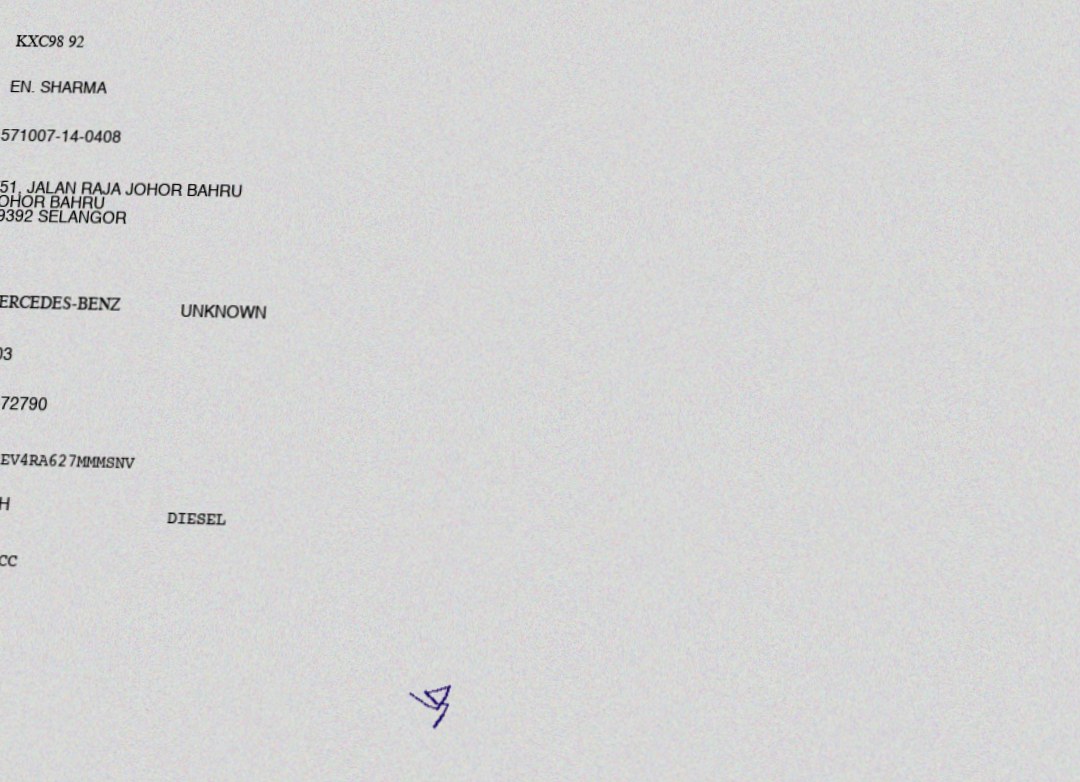 KXC98 92
EN. SHARMA
571007-14-0408
51, JALAN RAJA JOHOR BAHRU
OHOR BAHRU
9392 SELANGOR
ERCEDES-BENZ UNKNOWN
03
72790
EV4RA627MMMSNV
H
DIESEL
CC